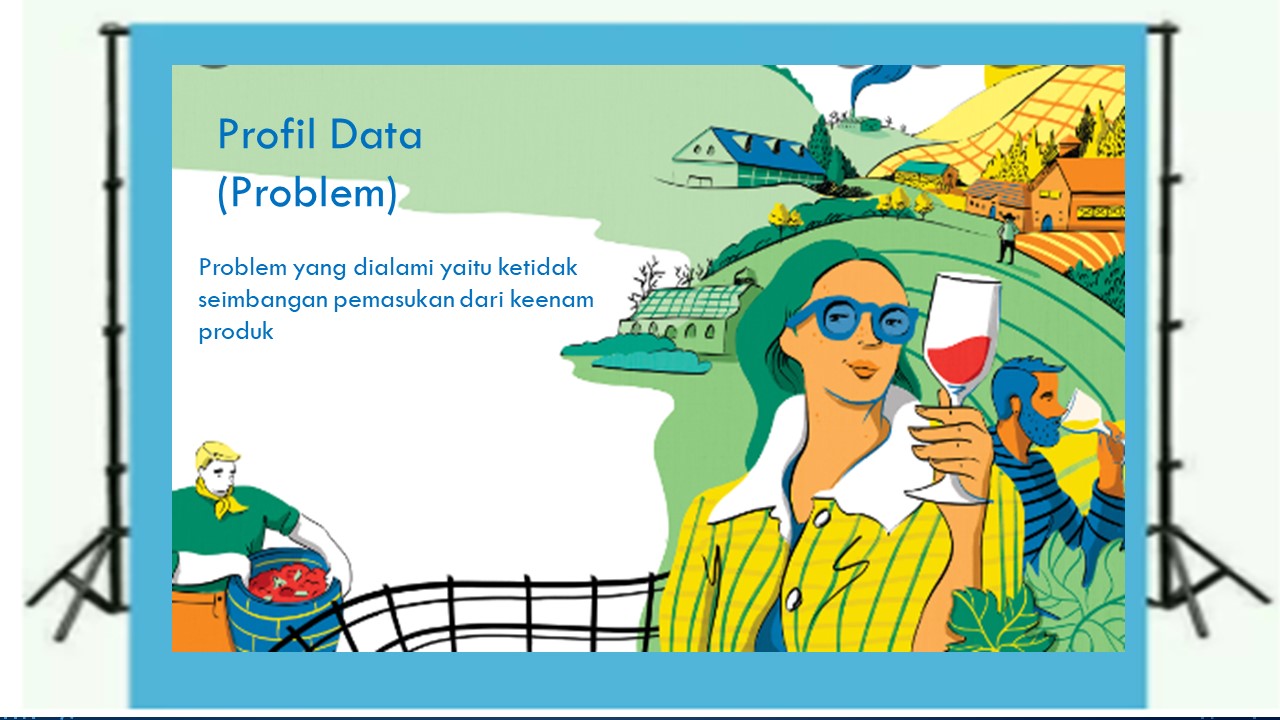 Profil Data
(Problem)
Problem yang dialami yaitu ketidak
seimbangan pemasukan dari keenam
produk